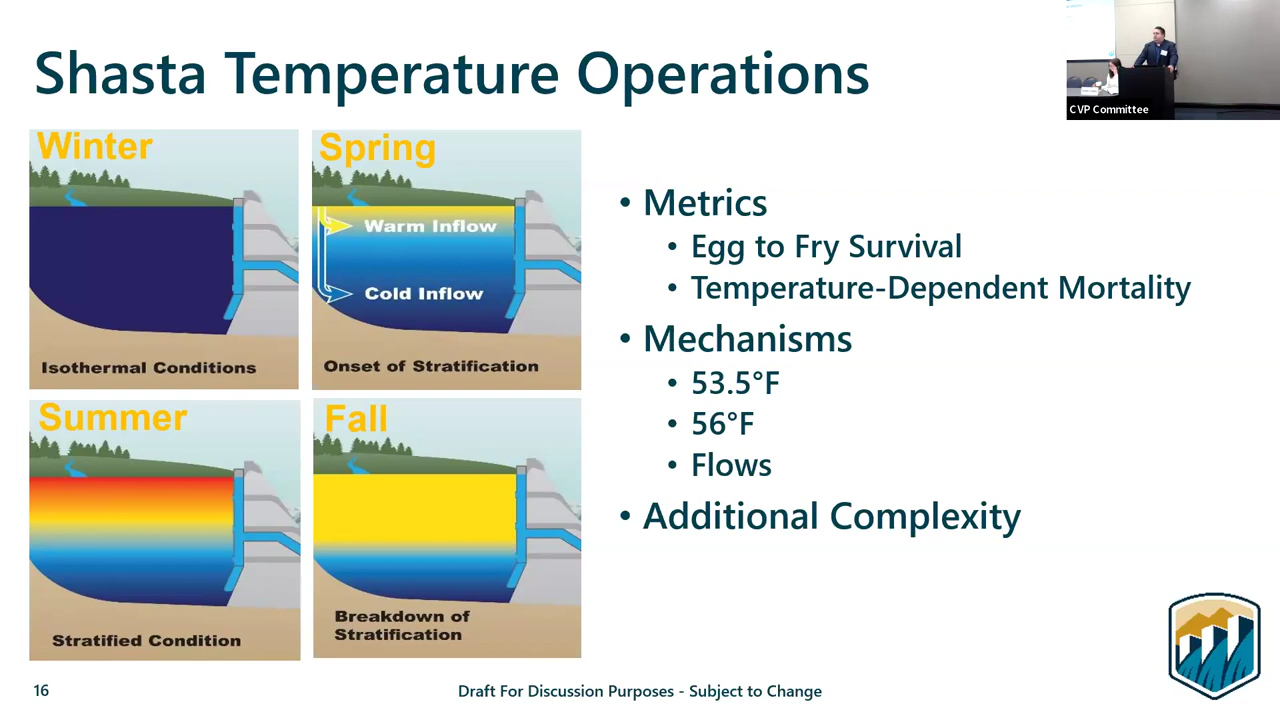 Shasta Temperature Operations
CVP Committee
Winter
Isothermal Conditions
Spring
Warm Inflow
Cold Inflow
Onset of Stratification
Summer
Stratified Condition
Fall
Breakdown of
Stratification
• Metrics
• Egg to Fry Survival
• Temperature-Dependent Mortality
• Mechanisms
• 53.5°F
• 56°F
• Flows
• Additional Complexity
16
Draft For Discussion Purposes - Subject to Change